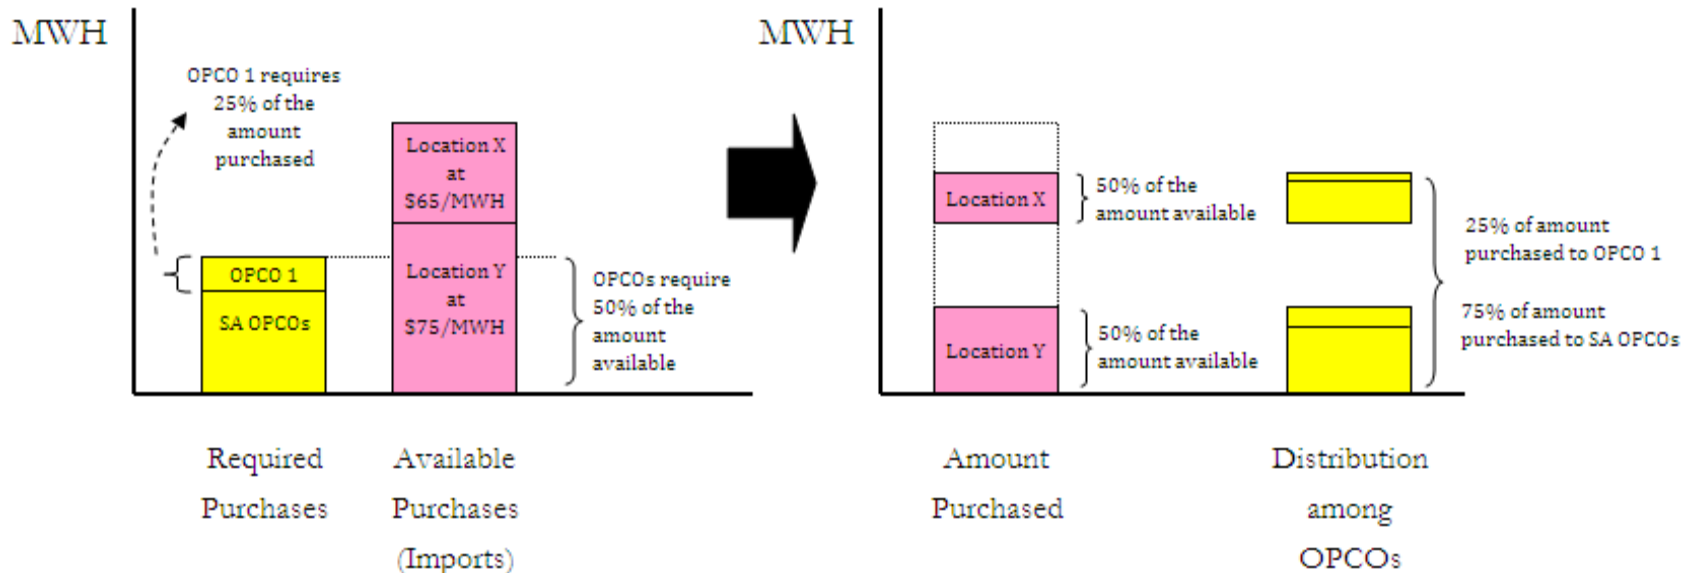 MWH
OPCO 1 requires
25% of the
amount
purchased
Location X
at
$65/MWH
OPCO 1
SA OPCOs
Location Y
at
$75/MWH
OPCOs require
50% of the
amount
available
Required
Purchases
Available
Purchases
(Imports)
MWH
Location X
50% of the
amount available
Location Y
50% of the
amount available
25% of amount
purchased to OPCO 1
75% of amount
purchased to SA OPCOs
Amount
Purchased
Distribution
among
OPCOs